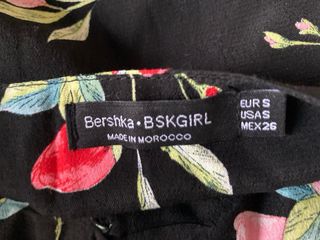 Bershka • BSKGIRL
MADE IN MOROCCO
EUR S
USA S
MEX 26